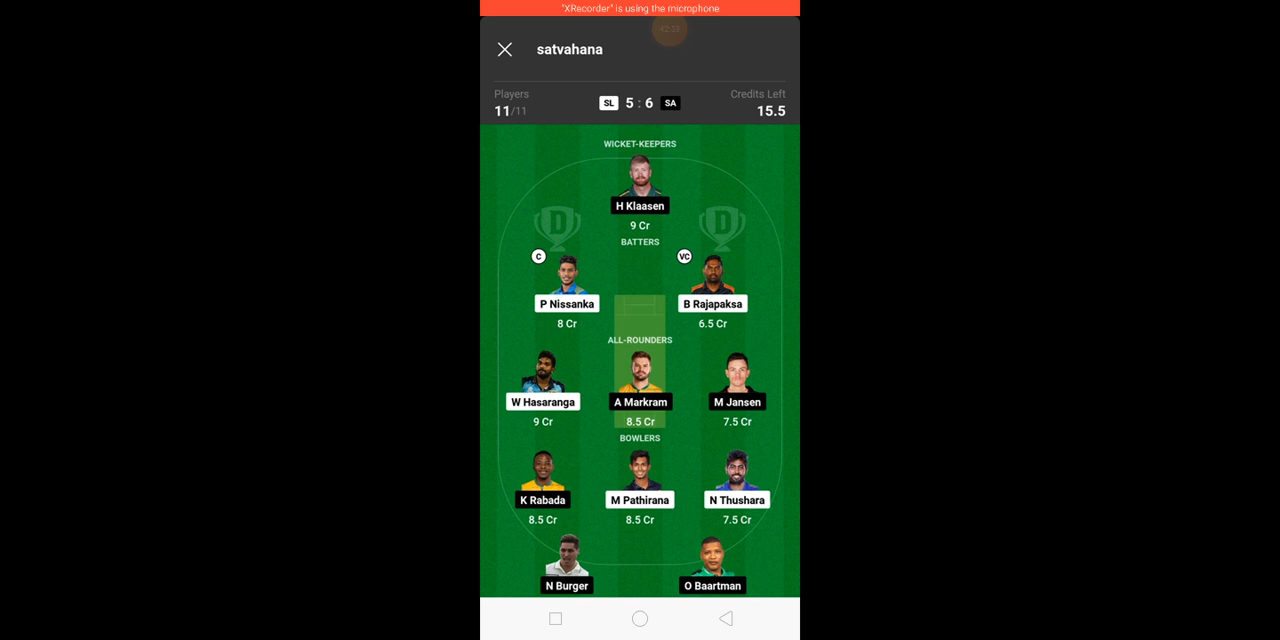 "XRecorder" is using the microphone
satvahana
Players
11/11
SL 5 : 6 SA
Credits Left
15.5
WICKET-KEEPERS
H Klaasen
9 Cr
BATTERS
C
VC
P Nissanka
B Rajapaksa
8 Cr
6.5 Cr
ALL-ROUNDERS
W Hasaranga
A Markram
M Jansen
9 Cr
8.5 Cr
7.5 Cr
BOWLERS
K Rabada
M Pathirana
N Thushara
8.5 Cr
8.5 Cr
7.5 Cr
N Burger
O Baartman